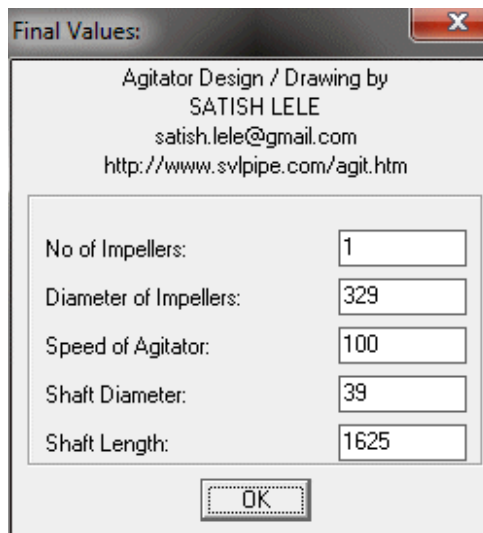 Final Values:
Agitator Design / Drawing by
SATISH LELE
satish.lele@gmail.com
http://www.svlpipe.com/agit.htm
No of Impellers: 1
Diameter of Impellers: 329
Speed of Agitator: 100
Shaft Diameter: 39
Shaft Length: 1625
OK